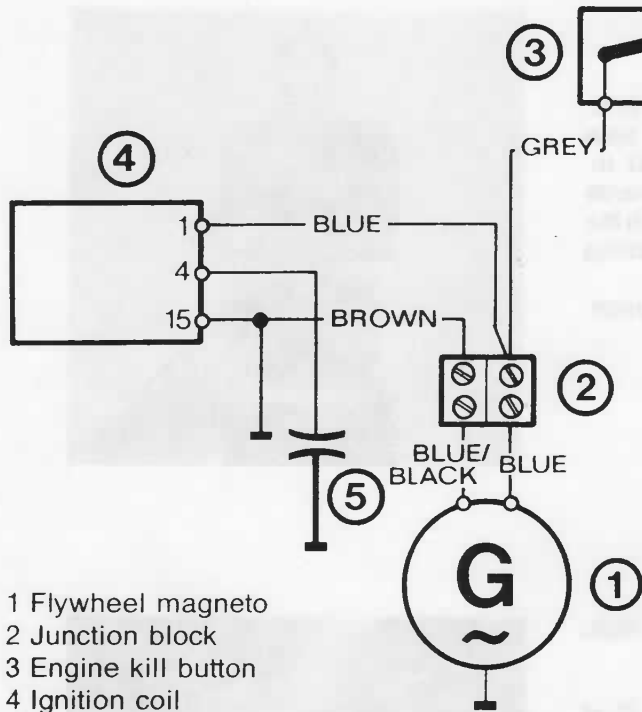 3
GREY
4
1
BLUE
4
15
BROWN
2
BLUE/
BLACK
BLUE
5
G
~
1
1 Flywheel magneto
2 Junction block
3 Engine kill button
4 Ignition coil